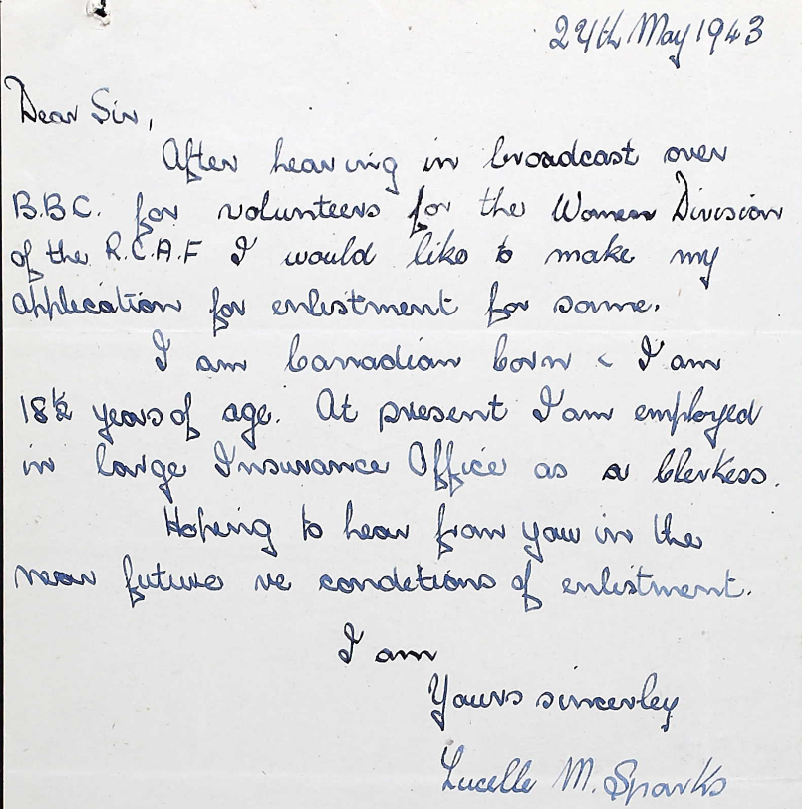 24th May 1943
Dear Sir,
After hearing in broadcast over
B.B.C. for volunteers for the Women Division
of the R.C.A.F I would like to make my
application for enlistment for same.
I am Canadian born & I am
18½ years of age. At present I am employed
in large Insurance Office as a Clerkess.
Hoping to hear from you in the
near future re conditions of enlistment.
I am
Yours sincerley
Lucelle M. Sparks